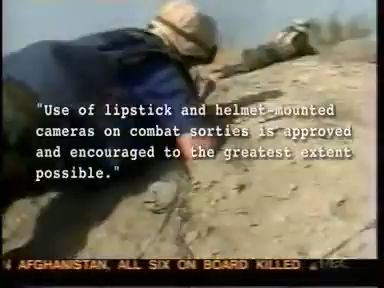 "Use of lipstick and helmet-mounted
cameras on combat sorties is approved
and encouraged to the greatest extent
possible."
AFGHANISTAN, ALL SIX ON BOARD KILLED